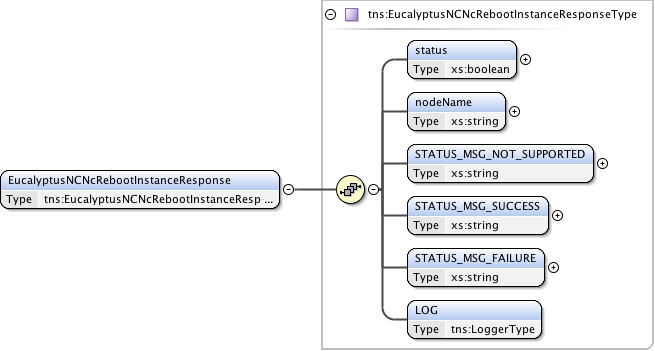 tns:EucalyptusNCNcRebootInstanceResponseType
status
Type xs:boolean
nodeName
Type xs:string
STATUS_MSG_NOT_SUPPORTED
Type xs:string
EucalyptusNCNcRebootInstanceResponse
Type tns:EucalyptusNCNcRebootInstanceResp ...
STATUS_MSG_SUCCESS
Type xs:string
STATUS_MSG_FAILURE
Type xs:string
LOG
Type tns:LoggerType